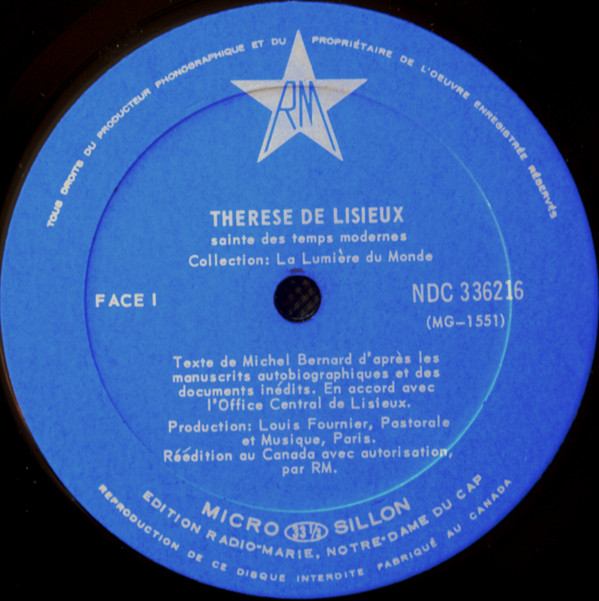 TOUS DROITS DU PRODUCTEUR PHONOGRAPHIQUE ET DU PROPRIÉTAIRE DE L'OEUVRE ENREGISTRÉE RÉSERVÉS
RM
THERESE DE LISIEUX
sainte des temps modernes
Collection: La Lumière du Monde
FACE I
NDC 336216
(MG-1551)
Texte de Michel Bernard d'après les
manuscrits autobiographiques et des
documents inédits. En accord avec
l'Office Central de Lisieux.
Production: Louis Fournier, Pastorale
et Musique, Paris.
Réédition au Canada avec autorisation,
par RM.
MICRO 33 1/3 SILLON
EDITION RADIO-MARIE, NOTRE-DAME DU CAP
REPRODUCTION DE CE DISQUE INTERDITE FABRIQUÉ AU CANADA